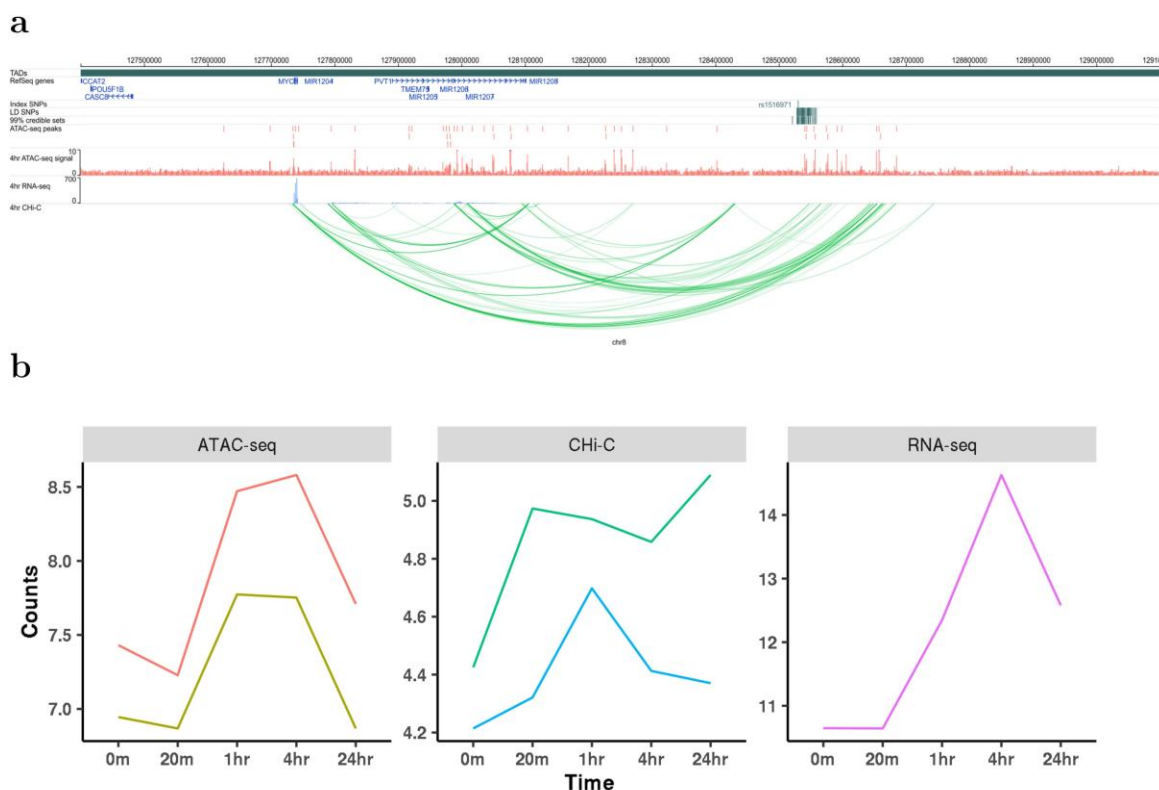 a
127500000 127600000 127700000 127800000 127900000 128000000 128100000 128200000 128300000 128400000 128500000 128600000 128700000 128800000 128900000 129000000 12910
TADs
RefSeq genes CCAT2 MYC MIR1204 PVT1 MIR1208
POU5F1B TMEM75 MIR1206
CASC8 MIR1205 MIR1207
Index SNPs rs1516971
LD SNPs
99% credible sets
ATAC-seq peaks
10
4hr ATAC-seq signal
0
700
4hr RNA-seq
0
4hr CHi-C
chr8
b
ATAC-seq CHi-C RNA-seq
Counts
8.5
8.0
7.5
7.0
5.0
4.8
4.6
4.4
4.2
14
13
12
11
0m 20m 1hr 4hr 24hr 0m 20m 1hr 4hr 24hr 0m 20m 1hr 4hr 24hr
Time